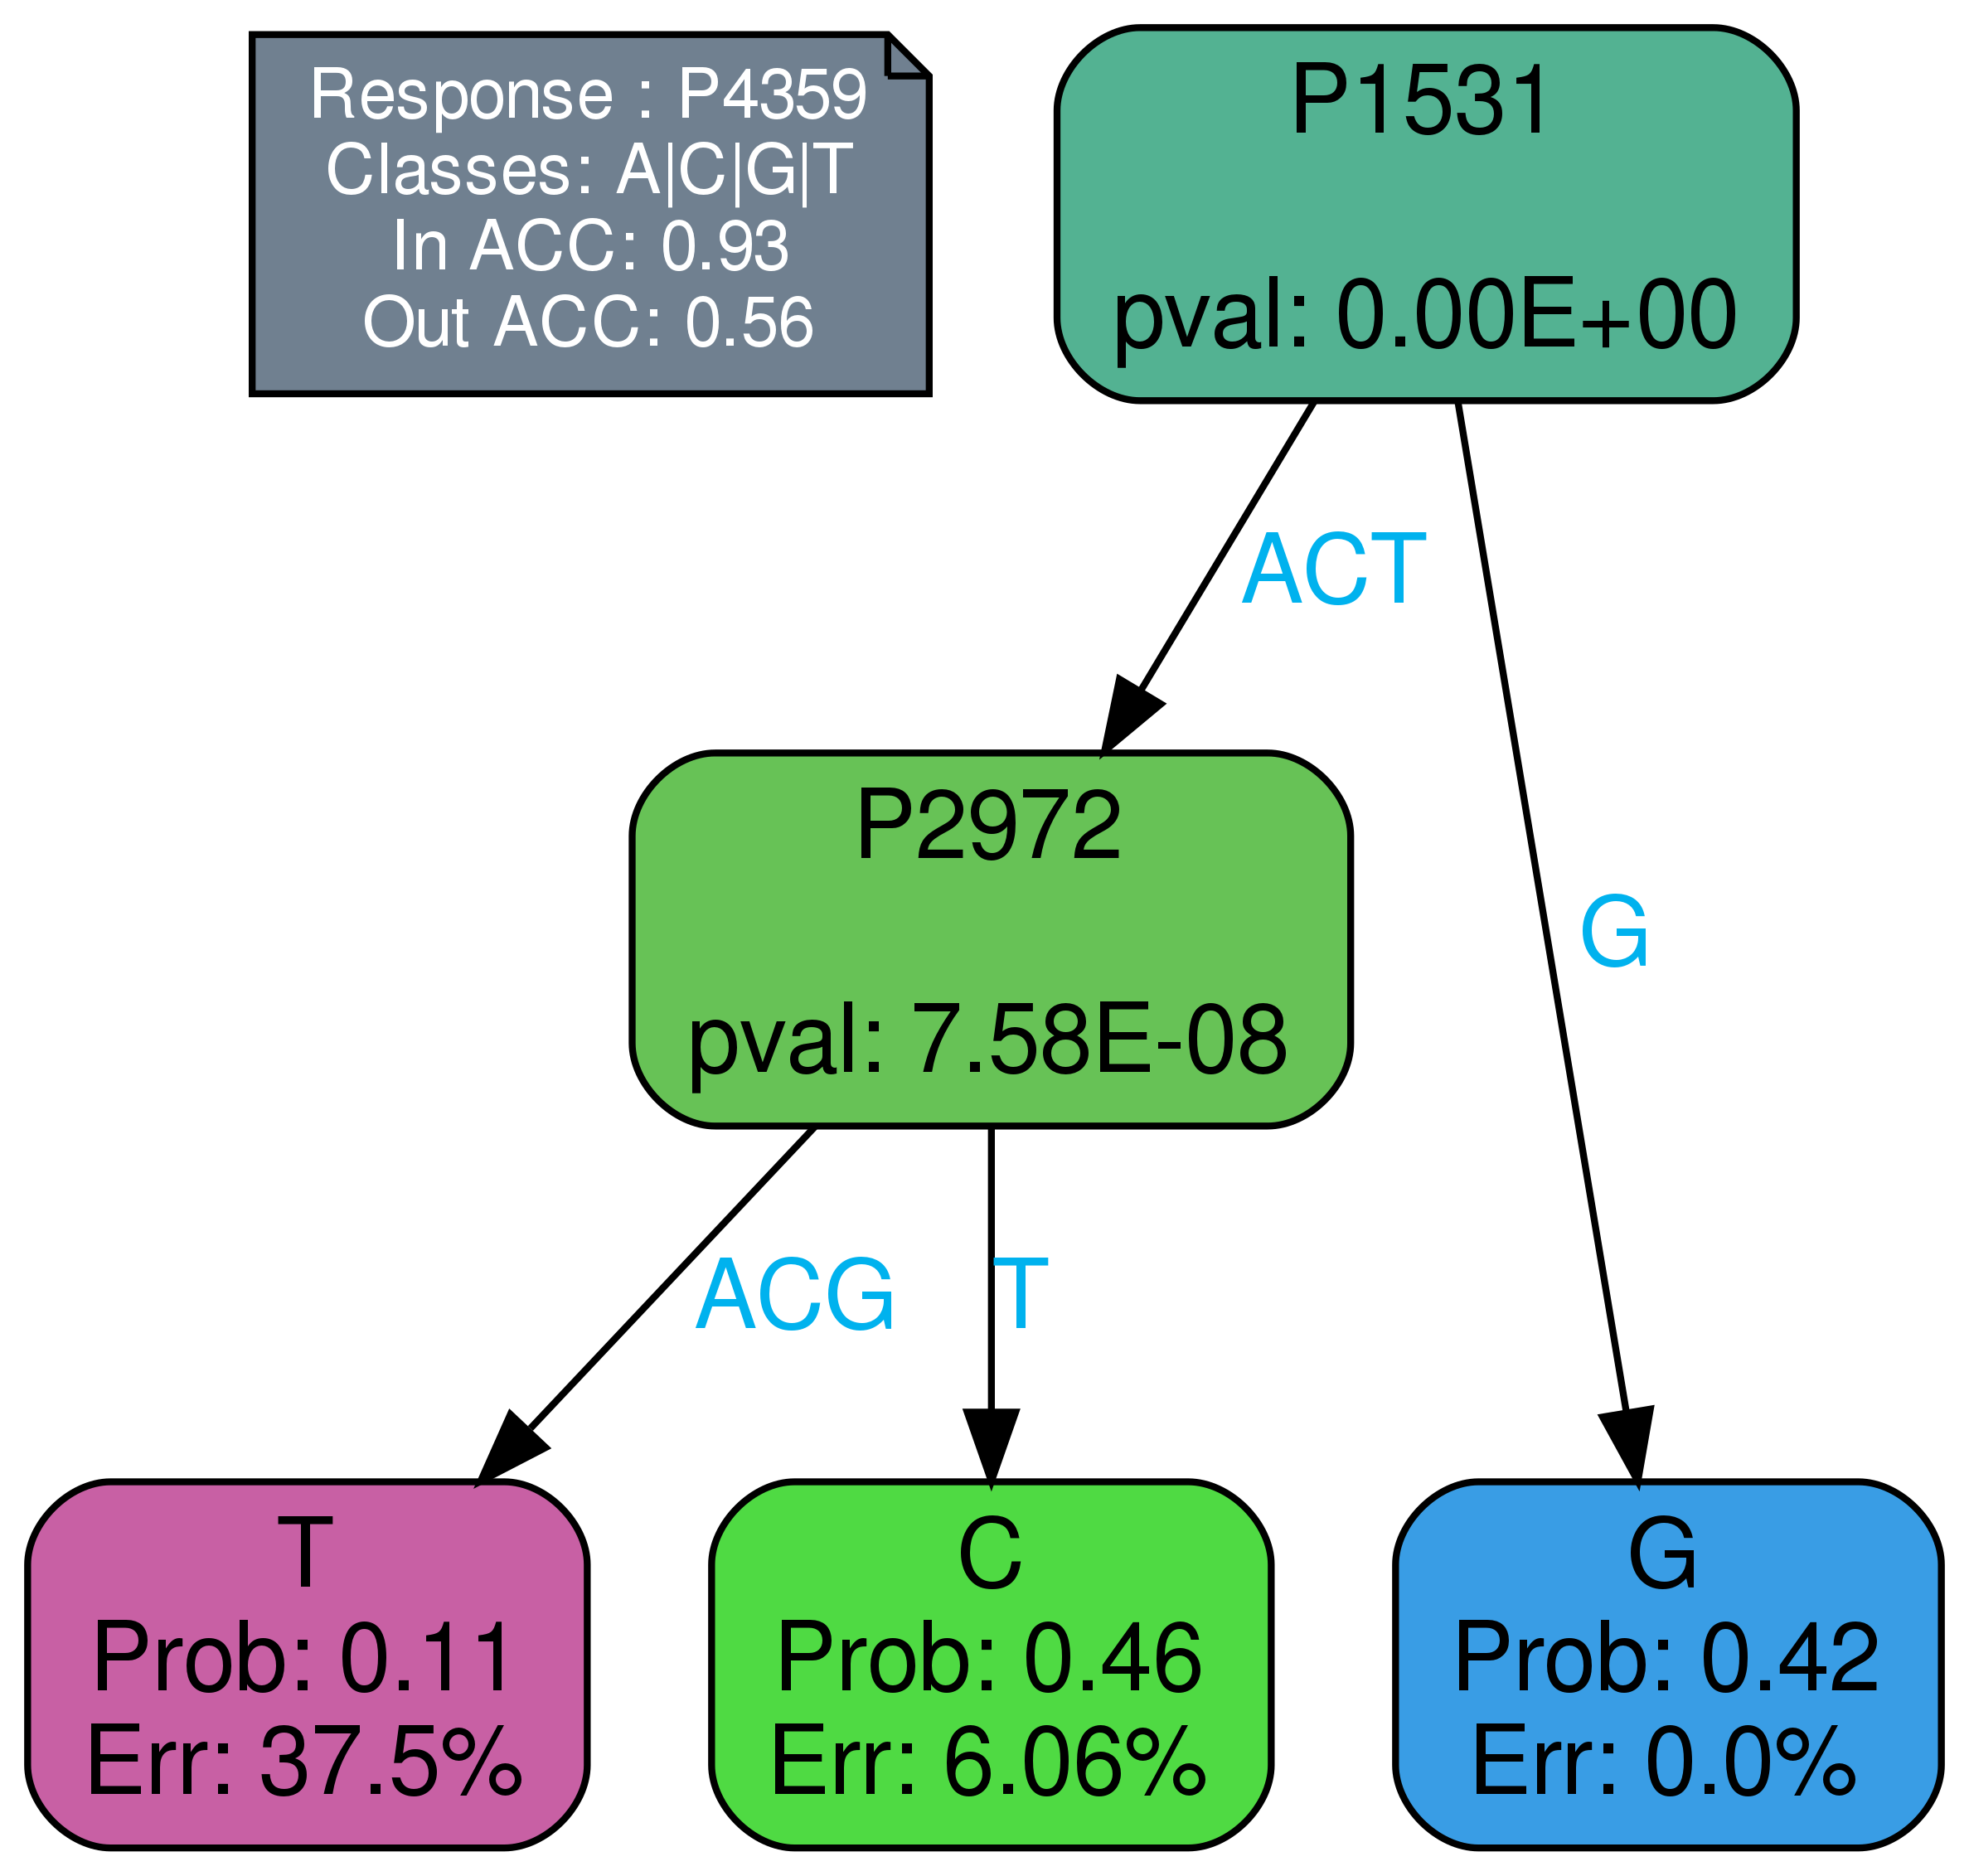 Response : P4359
Classes: A|C|G|T
In ACC: 0.93
Out ACC: 0.56
P1531
pval: 0.00E+00
ACT
P2972
pval: 7.58E-08
G
ACG
T
T
Prob: 0.11
Err: 37.5%
C
Prob: 0.46
Err: 6.06%
G
Prob: 0.42
Err: 0.0%